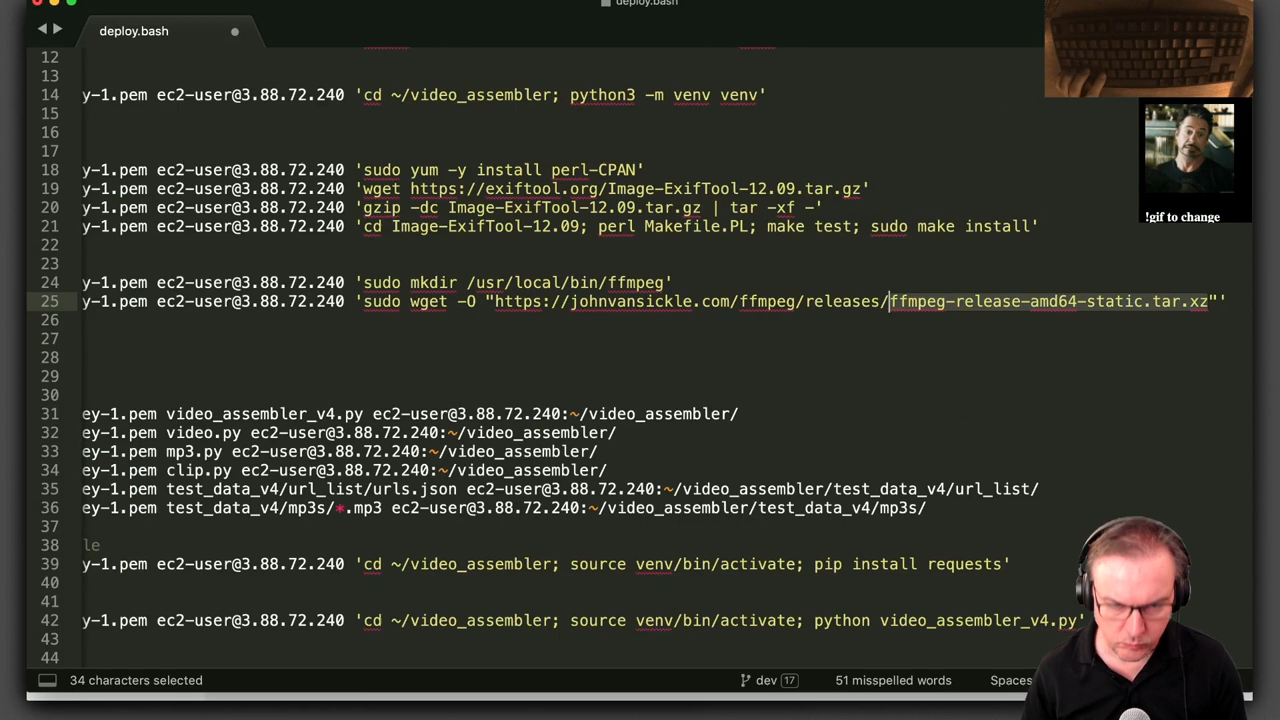 deploy.bash
deploy.bash
12
13
14 y-1.pem ec2-user@3.88.72.240 'cd ~/video_assembler; python3 -m venv venv'
15
16
17
18 y-1.pem ec2-user@3.88.72.240 'sudo yum -y install perl-CPAN'
19 y-1.pem ec2-user@3.88.72.240 'wget https://exiftool.org/Image-ExifTool-12.09.tar.gz'
20 y-1.pem ec2-user@3.88.72.240 'gzip -dc Image-ExifTool-12.09.tar.gz | tar -xf -'
21 y-1.pem ec2-user@3.88.72.240 'cd Image-ExifTool-12.09; perl Makefile.PL; make test; sudo make install'
22
23
24 y-1.pem ec2-user@3.88.72.240 'sudo mkdir /usr/local/bin/ffmpeg'
25 y-1.pem ec2-user@3.88.72.240 'sudo wget -O "https://johnvansickle.com/ffmpeg/releases/ffmpeg-release-amd64-static.tar.xz"'
26
27
28
29
30
31 ey-1.pem video_assembler_v4.py ec2-user@3.88.72.240:~/video_assembler/
32 ey-1.pem video.py ec2-user@3.88.72.240:~/video_assembler/
33 ey-1.pem mp3.py ec2-user@3.88.72.240:~/video_assembler/
34 ey-1.pem clip.py ec2-user@3.88.72.240:~/video_assembler/
35 ey-1.pem test_data_v4/url_list/urls.json ec2-user@3.88.72.240:~/video_assembler/test_data_v4/url_list/
36 ey-1.pem test_data_v4/mp3s/*.mp3 ec2-user@3.88.72.240:~/video_assembler/test_data_v4/mp3s/
37
38 le
39 y-1.pem ec2-user@3.88.72.240 'cd ~/video_assembler; source venv/bin/activate; pip install requests'
40
41
42 y-1.pem ec2-user@3.88.72.240 'cd ~/video_assembler; source venv/bin/activate; python video_assembler_v4.py'
43
44
!gif to change
34 characters selected
dev 17
51 misspelled words
Spaces